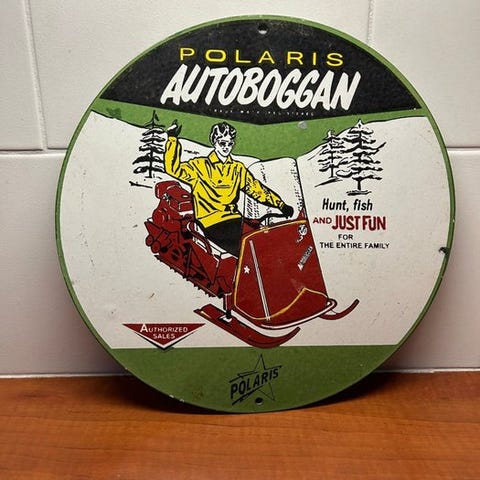 POLARIS
AUTOBOGGAN
Hunt, fish
AND JUST FUN
FOR
THE ENTIRE FAMILY
AUTHORIZED
SALES
POLARIS